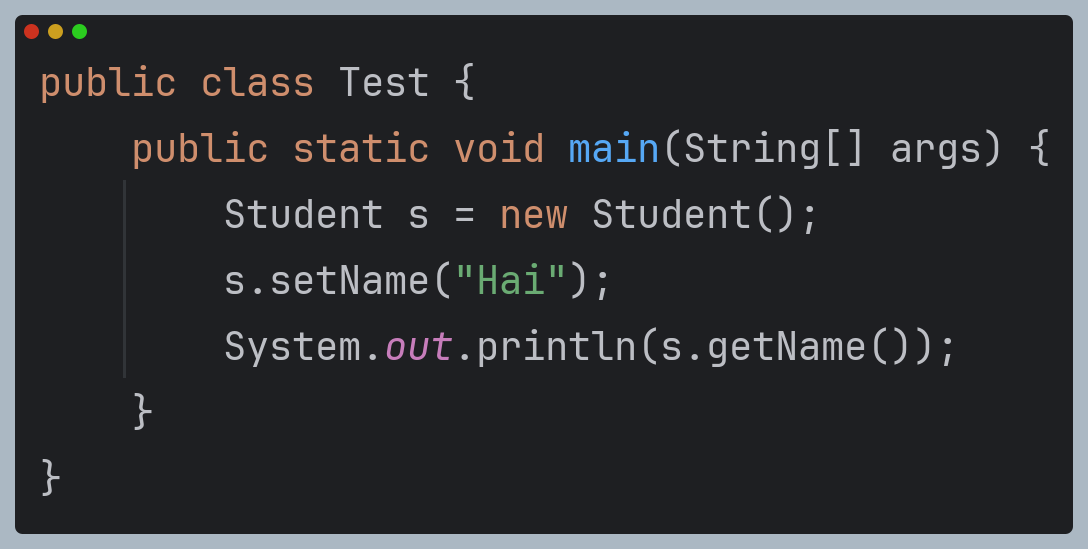 public class Test {
    public static void main(String[] args) {
        Student s = new Student();
        s.setName("Hai");
        System.out.println(s.getName());
    }
}